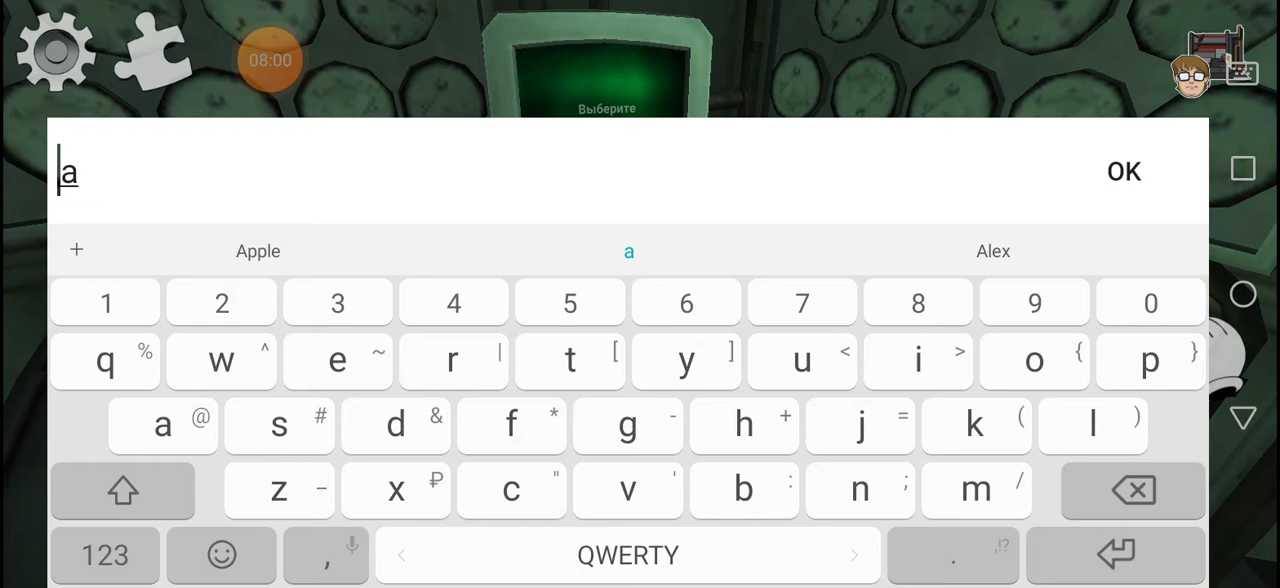 08:00
Выберите
a
OK
+ Apple a Alex
1 2 3 4 5 6 7 8 9 0
q % w ^ e ~ r | t [ y ] u < i > o { p }
a @ s # d & f * g - h + j = k ( l )
z _ x ₽ c " v ' b : n ; m /
123 , < QWERTY > . ,!?